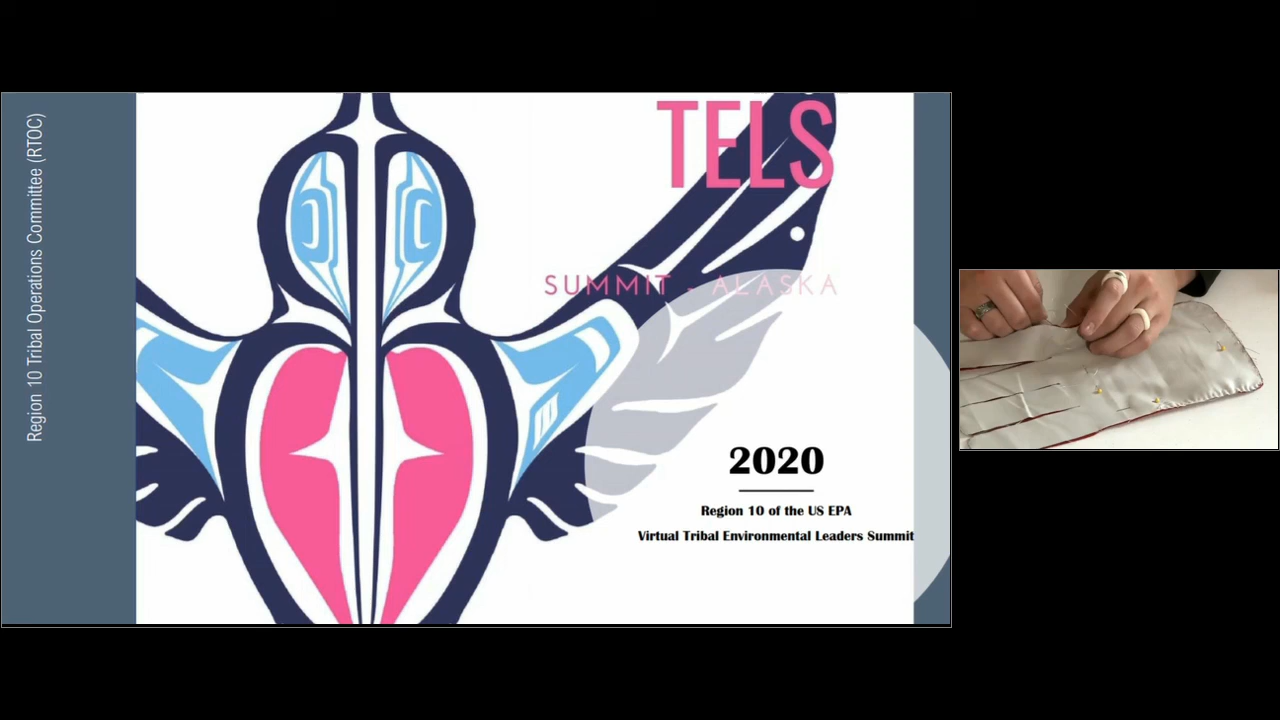 Region 10 Tribal Operations Committee (RTOC)
TELS
SUMMIT - ALASKA
2020
Region 10 of the US EPA
Virtual Tribal Environmental Leaders Summit